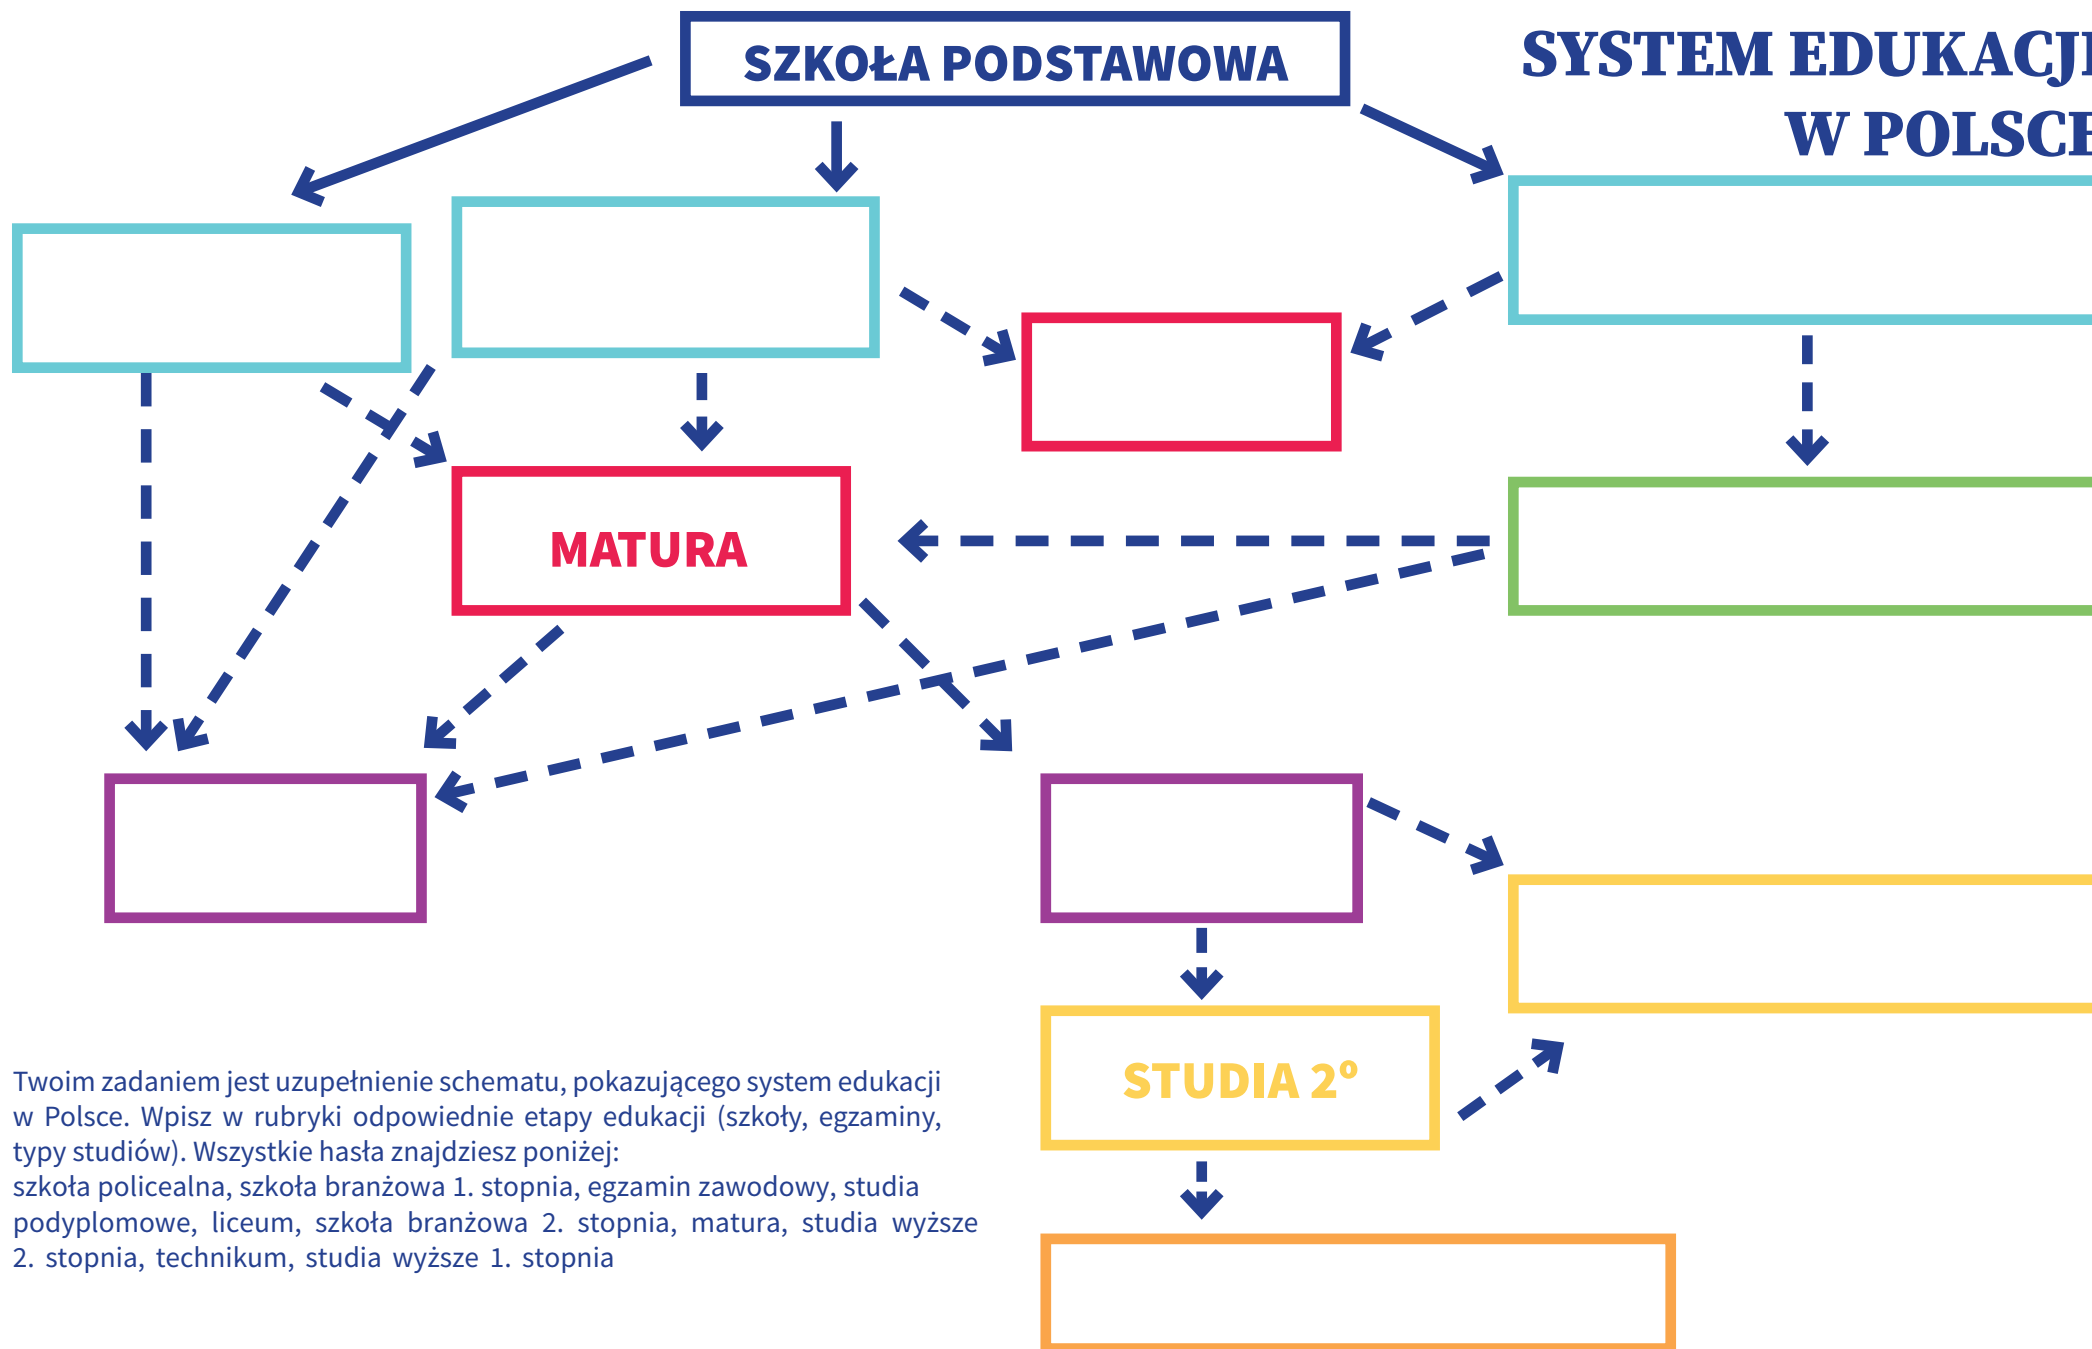 SZKOŁA PODSTAWOWA
SYSTEM EDUKACJI
W POLSCE
MATURA
STUDIA 2º
Twoim zadaniem jest uzupełnienie schematu, pokazującego system edukacji
w Polsce. Wpisz w rubryki odpowiednie etapy edukacji (szkoły, egzaminy,
typy studiów). Wszystkie hasła znajdziesz poniżej:
szkoła policealna, szkoła branżowa 1. stopnia, egzamin zawodowy, studia
podyplomowe, liceum, szkoła branżowa 2. stopnia, matura, studia wyższe
2. stopnia, technikum, studia wyższe 1. stopnia